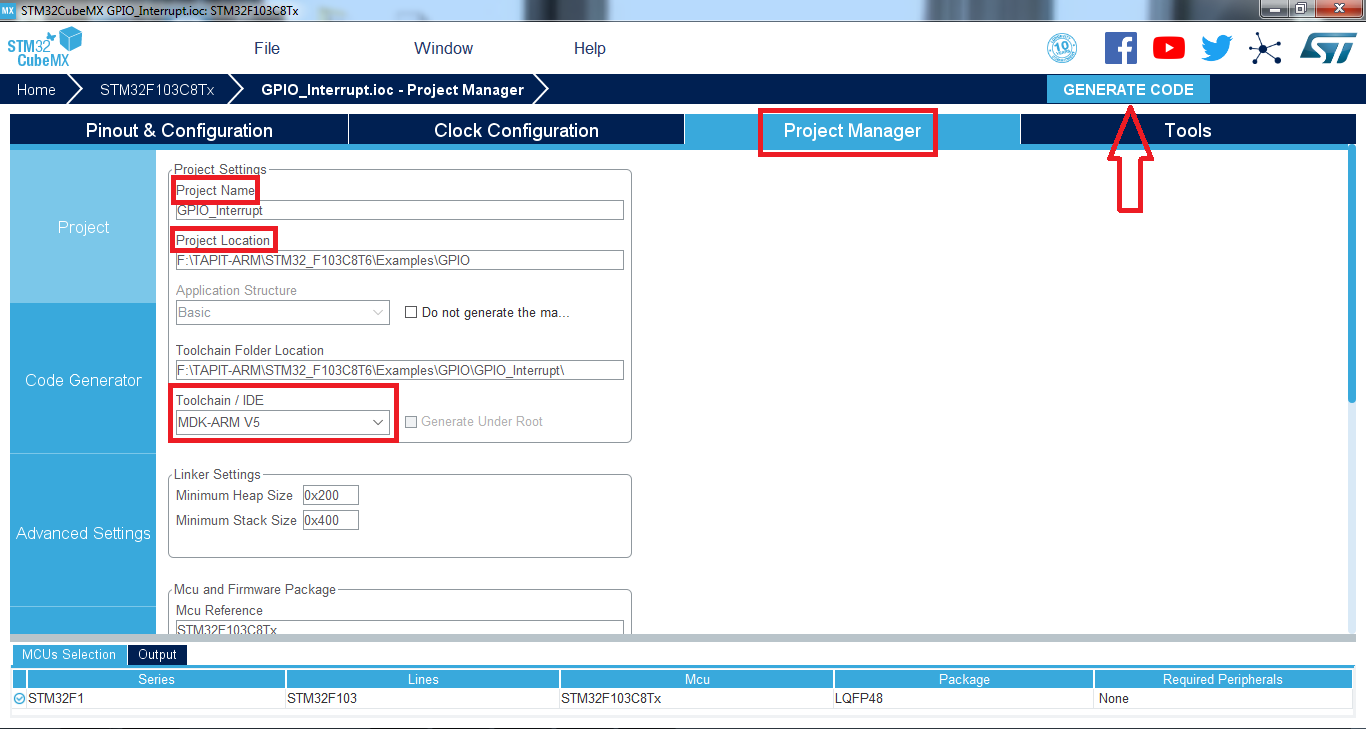 MX STM32CubeMX GPIO_Interrupt.ioc: STM32F103C8Tx
STM32
CubeMX
File Window Help
10
ST
Home STM32F103C8Tx GPIO_Interrupt.ioc - Project Manager GENERATE CODE
Pinout & Configuration Clock Configuration Project Manager Tools
Project
Code Generator
Advanced Settings
Project Settings
Project Name
GPIO_Interrupt
Project Location
F:\TAPIT-ARM\STM32_F103C8T6\Examples\GPIO
Application Structure
Basic Do not generate the ma...
Toolchain Folder Location
F:\TAPIT-ARM\STM32_F103C8T6\Examples\GPIO\GPIO_Interrupt\
Toolchain / IDE
MDK-ARM V5 Generate Under Root
Linker Settings
Minimum Heap Size 0x200
Minimum Stack Size 0x400
Mcu and Firmware Package
Mcu Reference
STM32F103C8Tx
MCUs Selection Output
Series Lines Mcu Package Required Peripherals
STM32F1 STM32F103 STM32F103C8Tx LQFP48 None